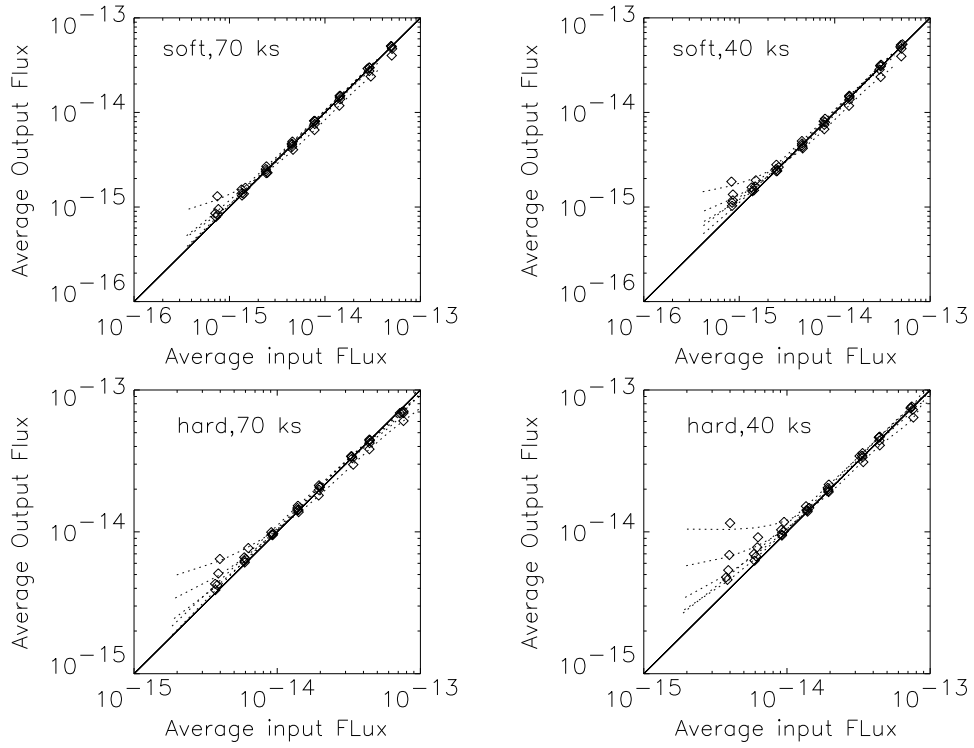 10^-13
soft,70 ks
10^-14
10^-15
10^-16
Average Output Flux
10^-16 10^-15 10^-14 10^-13
Average input FLux
10^-13
soft,40 ks
10^-14
10^-15
10^-16
Average Output Flux
10^-16 10^-15 10^-14 10^-13
Average input FLux
10^-13
hard,70 ks
10^-14
10^-15
Average Output Flux
10^-15 10^-14 10^-13
Average input FLux
10^-13
hard,40 ks
10^-14
10^-15
Average Output Flux
10^-15 10^-14 10^-13
Average input FLux